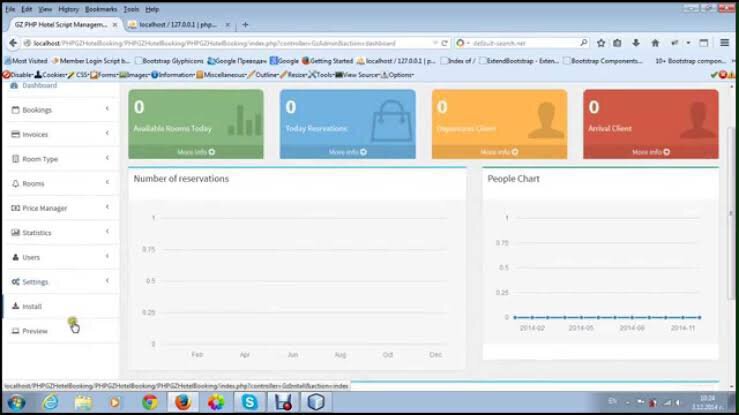 File Edit View History Bookmarks Tools Help
GZ PHP Hotel Script Managem...
localhost / 127.0.0.1 | php...
localhost/PHPGZHotelBooking/PHPGZHotelBooking/index.php?controller=GzAdmin&action=dashboard
default-search.net
Most Visited
Member Login Script b...
Bootstrap Glyphicons
Google Преведач
Google
Getting Started
localhost / 127.0.0.1 | p...
Index of /
ExtendBootstrap - Exten...
Bootstrap Components
10+ Bootstrap compon...
Disable Cookies CSS Forms Images Information Miscellaneous Outline Resize Tools View Source Options
Dashboard
Bookings
Invoices
Room Type
Rooms
Price Manager
Statistics
Users
Settings
Install
Preview
0
Available Rooms Today
More info
0
Today Resrvations
More info
0
Departures Client
More info
0
Arrival Client
More info
Number of reservations
1
0.75
0.5
0.25
0
Feb Apr Jun Aug Oct Dec
People Chart
1
0.75
0.5
0.25
0
2014-02 2014-05 2014-08 2014-11
localhost/PHPGZHotelBooking/PHPGZHotelBooking/index.php?controller=GzInstall&action=index
EN
10:24
3.12.2014 г.